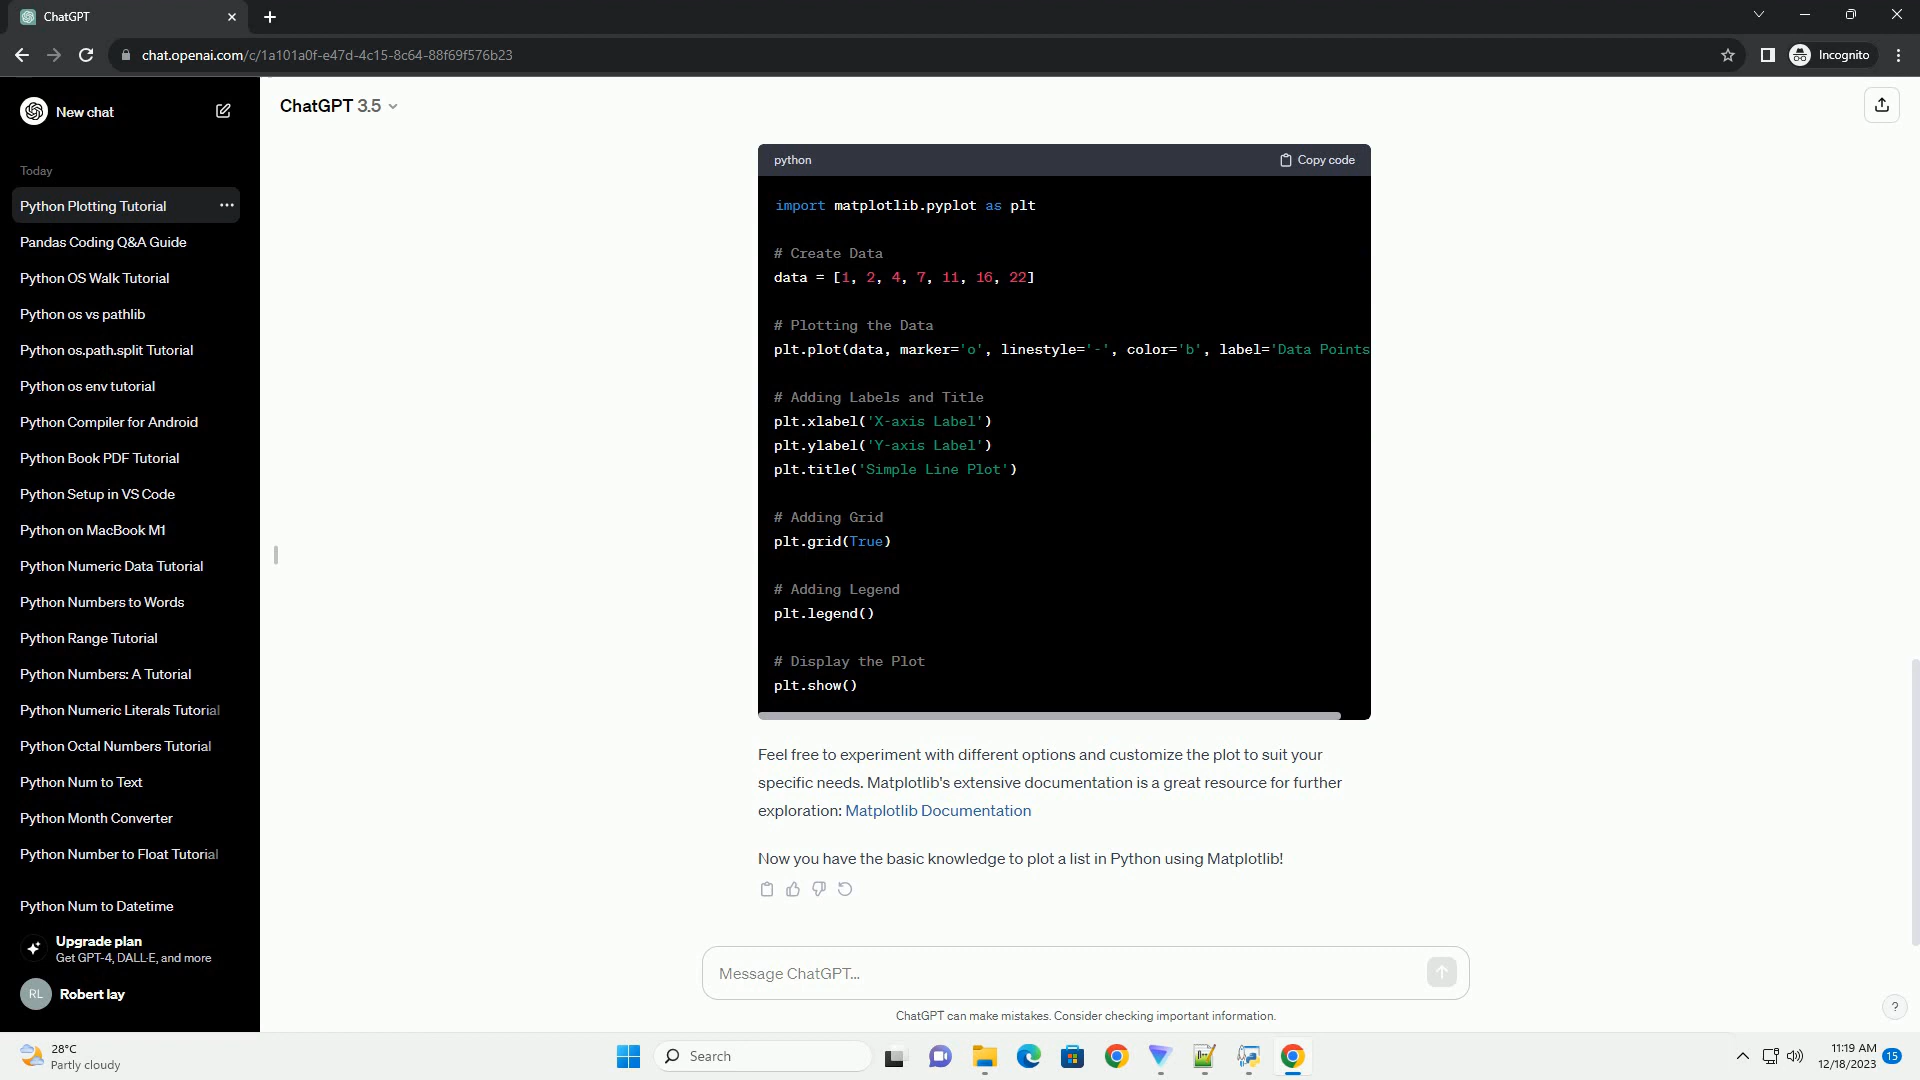 ChatGPT
chat.openai.com/c/1a101a0f-e47d-4c15-8c64-88f69f576b23
Incognito
New chat
Today
Python Plotting Tutorial
Pandas Coding Q&A Guide
Python OS Walk Tutorial
Python os vs pathlib
Python os.path.split Tutorial
Python os env tutorial
Python Compiler for Android
Python Book PDF Tutorial
Python Setup in VS Code
Python on MacBook M1
Python Numeric Data Tutorial
Python Numbers to Words
Python Range Tutorial
Python Numbers: A Tutorial
Python Numeric Literals Tutorial
Python Octal Numbers Tutorial
Python Num to Text
Python Month Converter
Python Number to Float Tutorial
Python Num to Datetime
Upgrade plan
Get GPT-4, DALL·E, and more
RL Robert lay
ChatGPT 3.5
python
Copy code
import matplotlib.pyplot as plt
# Create Data
data = [1, 2, 4, 7, 11, 16, 22]
# Plotting the Data
plt.plot(data, marker='o', linestyle='-', color='b', label='Data Points
# Adding Labels and Title
plt.xlabel('X-axis Label')
plt.ylabel('Y-axis Label')
plt.title('Simple Line Plot')
# Adding Grid
plt.grid(True)
# Adding Legend
plt.legend()
# Display the Plot
plt.show()
Feel free to experiment with different options and customize the plot to suit your
specific needs. Matplotlib's extensive documentation is a great resource for further
exploration: Matplotlib Documentation
Now you have the basic knowledge to plot a list in Python using Matplotlib!
Message ChatGPT...
ChatGPT can make mistakes. Consider checking important information.
?
28°C
Partly cloudy
Search
11:19 AM
12/18/2023
15